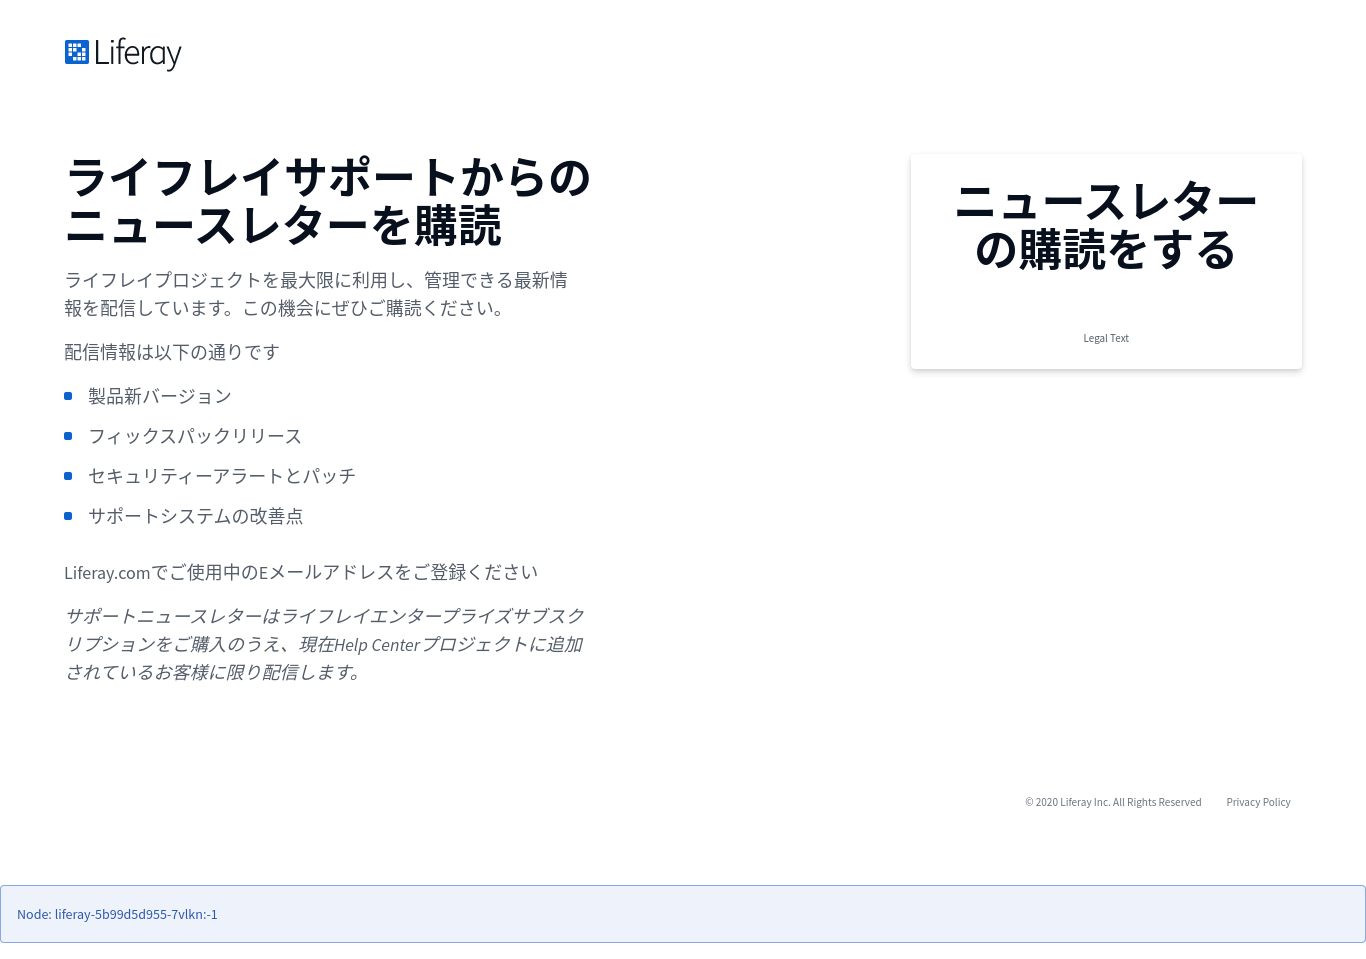 Liferay
ライフレイサポートからの
ニュースレターを購読
ライフレイプロジェクトを最大限に利用し、管理できる最新情
報を配信しています。この機会にぜひご購読ください。
配信情報は以下の通りです
製品新バージョン
フィックスパックリリース
セキュリティーアラートとパッチ
サポートシステムの改善点
Liferay.comでご使用中のEメールアドレスをご登録ください
サポートニュースレターはライフレイエンタープライズサブスク
リプションをご購入のうえ、現在Help Centerプロジェクトに追加
されているお客様に限り配信します。
ニュースレター
の購読をする
Legal Text
© 2020 Liferay Inc. All Rights Reserved Privacy Policy
Node: liferay-5b99d5d955-7vlkn:-1